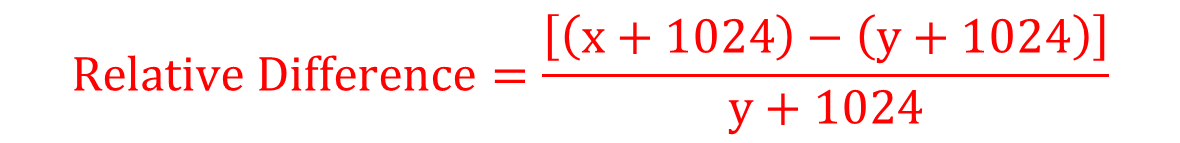 Relative Difference = [(x + 1024) − (y + 1024)] / y + 1024